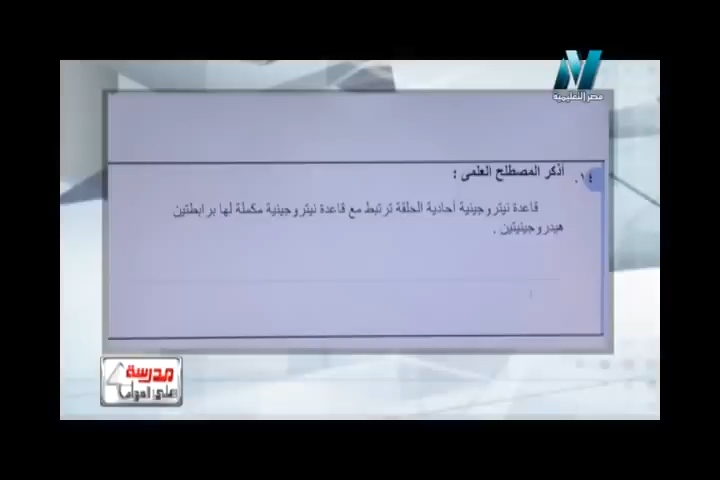 مصر التعليمية
١٤. أذكر المصطلح العلمى :
قاعدة نيتروجينية أحادية الحلقة ترتبط مع قاعدة نيتروجينية مكملة لها برابطتين
هيدروجينيتين .
مدرسة
على الهواء